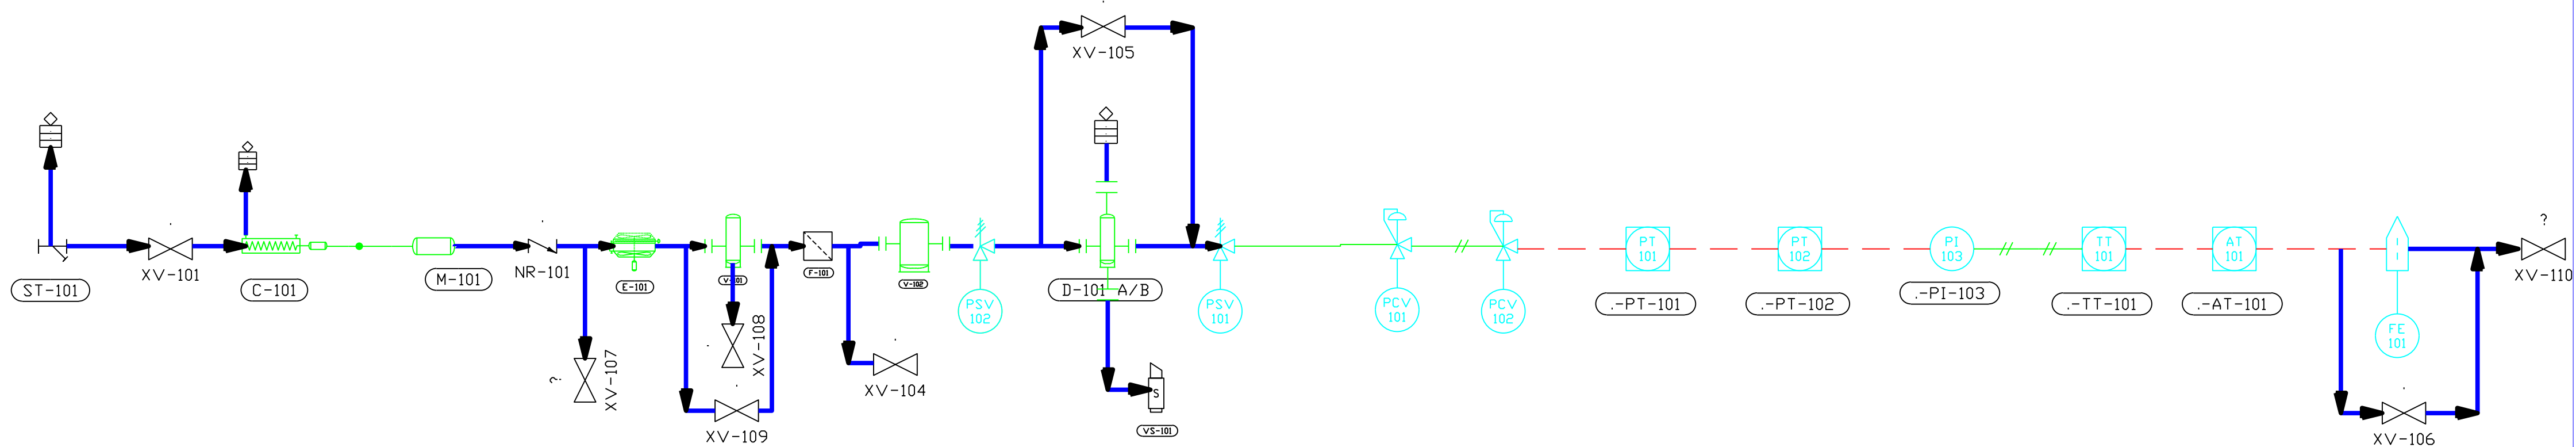 XV-105
ST-101
XV-101
C-101
M-101
NR-101
E-101
V-101
F-101
V-102
PSV
102
D-101 A/B
PSV
101
PCV
101
PCV
102
PT
101
.-PT-101
PT
102
.-PT-102
PI
103
.-PI-103
TT
101
.-TT-101
AT
101
.-AT-101
FE
101
?
XV-110
?
XV-107
XV-108
XV-109
XV-104
S
VS-101
XV-106